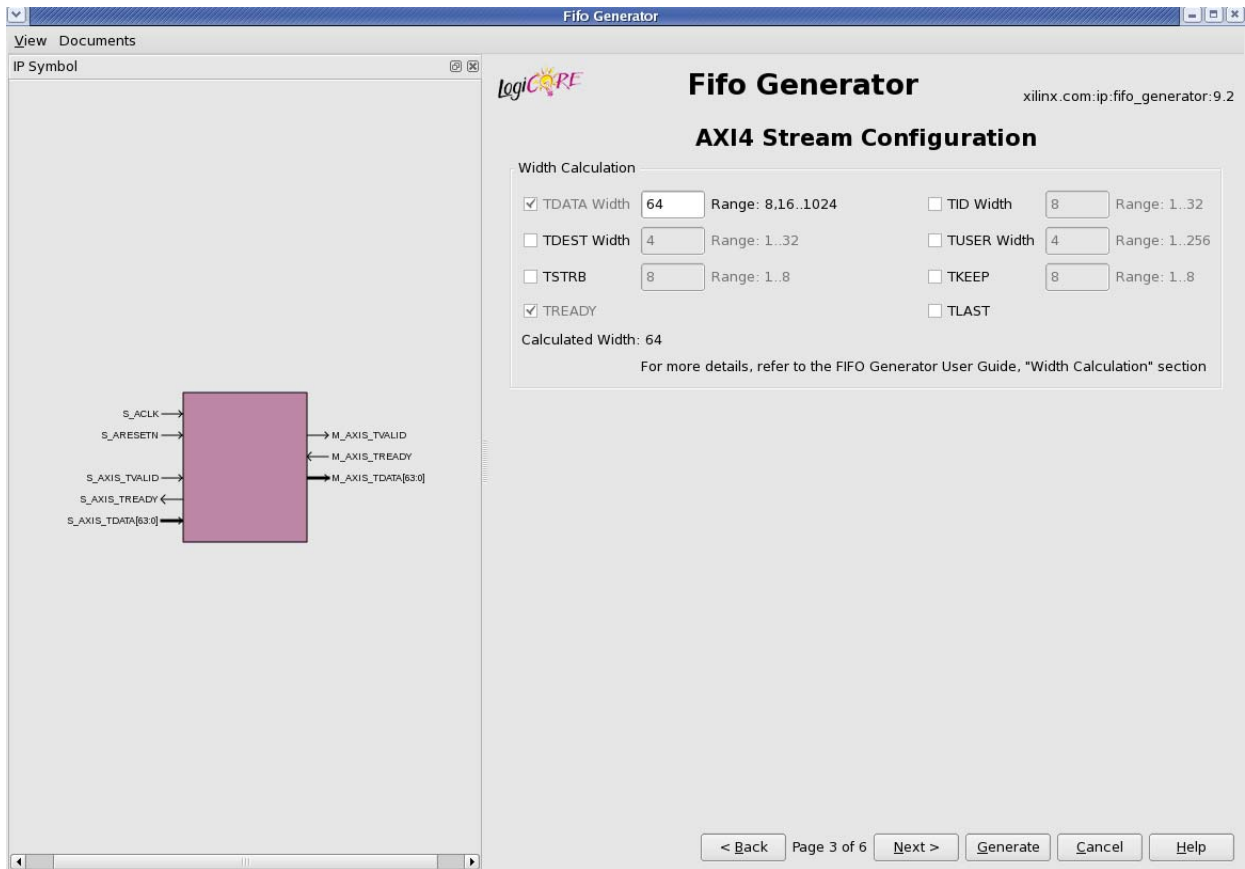 Fifo Generator
View Documents
IP Symbol
S_ACLK
S_ARESETN
S_AXIS_TVALID
S_AXIS_TREADY
S_AXIS_TDATA[63:0]
M_AXIS_TVALID
M_AXIS_TREADY
M_AXIS_TDATA[63:0]
LogiCORE
Fifo Generator
xilinx.com:ip:fifo_generator:9.2
AXI4 Stream Configuration
Width Calculation
TDATA Width 64 Range: 8,16..1024 TID Width 8 Range: 1..32
TDEST Width 4 Range: 1..32 TUSER Width 4 Range: 1..256
TSTRB 8 Range: 1..8 TKEEP 8 Range: 1..8
TREADY TLAST
Calculated Width: 64
For more details, refer to the FIFO Generator User Guide, "Width Calculation" section
< Back Page 3 of 6 Next > Generate Cancel Help